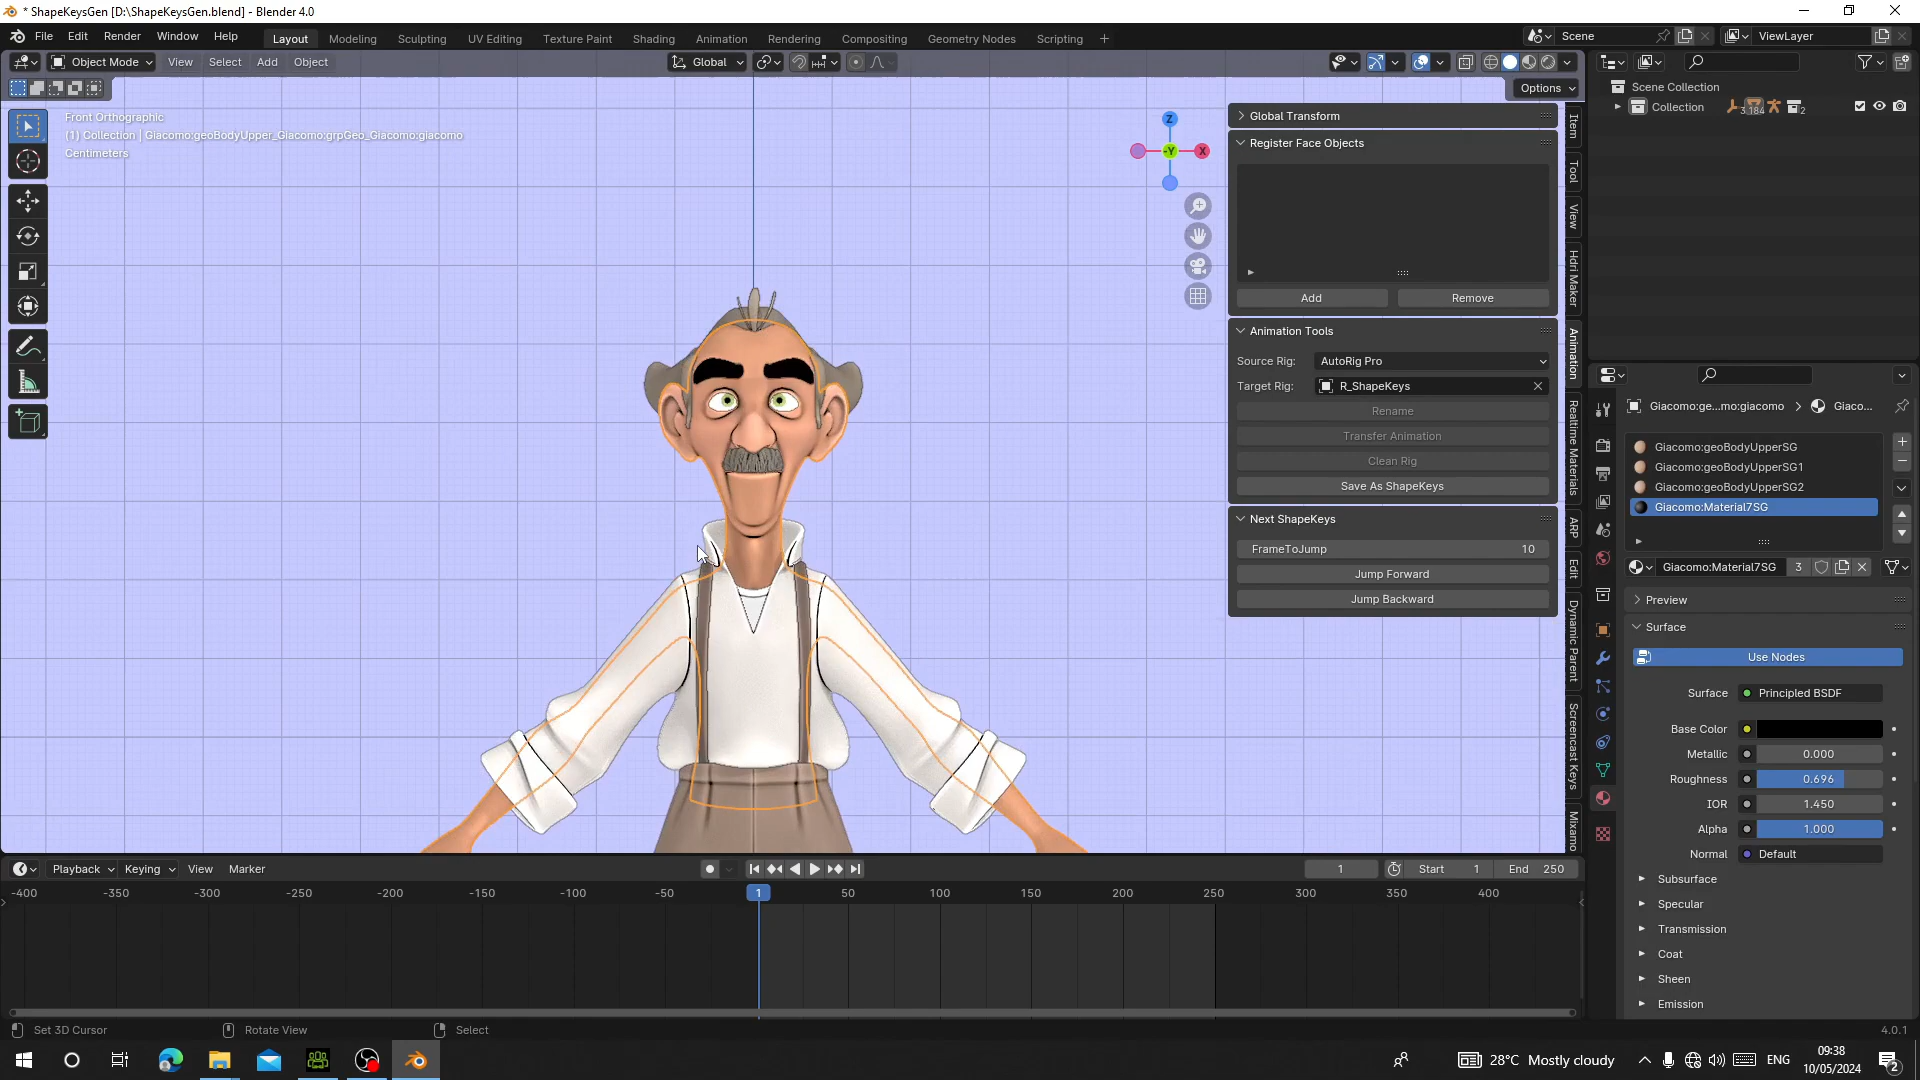 * ShapeKeysGen [D:\ShapeKeysGen.blend] - Blender 4.0
File Edit Render Window Help Layout Modeling Sculpting UV Editing Texture Paint Shading Animation Rendering Compositing Geometry Nodes Scripting + Scene ViewLayer
Object Mode View Select Add Object Global
Options
Front Orthographic
(1) Collection | Giacomo:geoBodyUpper_Giacomo:grpGeo_Giacomo:giacomo
Centimeters
Z
-Y
X
Global Transform
Register Face Objects
Add Remove
Animation Tools
Source Rig: AutoRig Pro
Target Rig: R_ShapeKeys
Rename
Transfer Animation
Clean Rig
Save As ShapeKeys
Next ShapeKeys
FrameToJump 10
Jump Forward
Jump Backward
Item
Tool
View
Hdri Maker
Animation
Realtime Materials
ARP
Edit
Dynamic Parent
Screencast Keys
Mixamo
Scene Collection
Collection 3 184 2
Giacomo:ge...mo:giacomo Giaco...
Giacomo:geoBodyUpperSG
Giacomo:geoBodyUpperSG1
Giacomo:geoBodyUpperSG2
Giacomo:Material7SG
Giacomo:Material7SG 3
Preview
Surface
Use Nodes
Surface Principled BSDF
Base Color
Metallic 0.000
Roughness 0.696
IOR 1.450
Alpha 1.000
Normal Default
Subsurface
Specular
Transmission
Coat
Sheen
Emission
Playback Keying View Marker 1 Start 1 End 250
-400 -350 -300 -250 -200 -150 -100 -50 1 50 100 150 200 250 300 350 400
Set 3D Cursor Rotate View Select 4.0.1
28°C Mostly cloudy ENG
09:38
10/05/2024
2